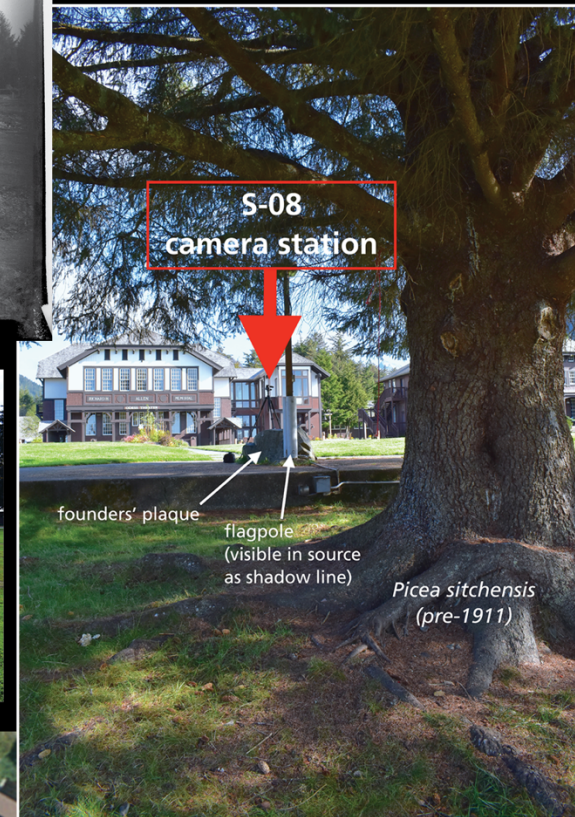 S-08
camera station
founders’ plaque
flagpole
(visible in source
as shadow line)
Picea sitchensis
(pre-1911)